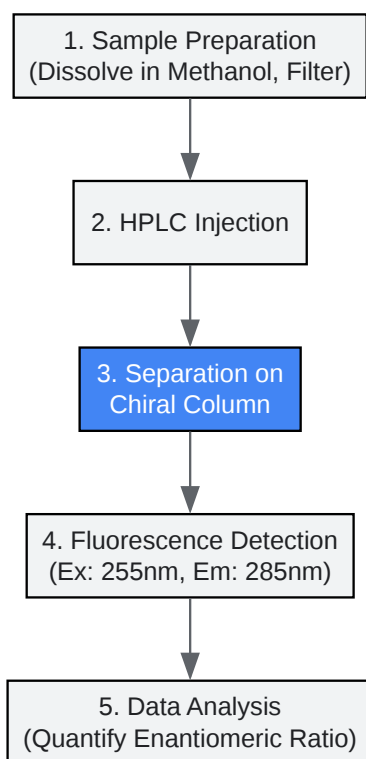 1. Sample Preparation
(Dissolve in Methanol, Filter)
2. HPLC Injection
3. Separation on
Chiral Column
4. Fluorescence Detection
(Ex: 255nm, Em: 285nm)
5. Data Analysis
(Quantify Enantiomeric Ratio)